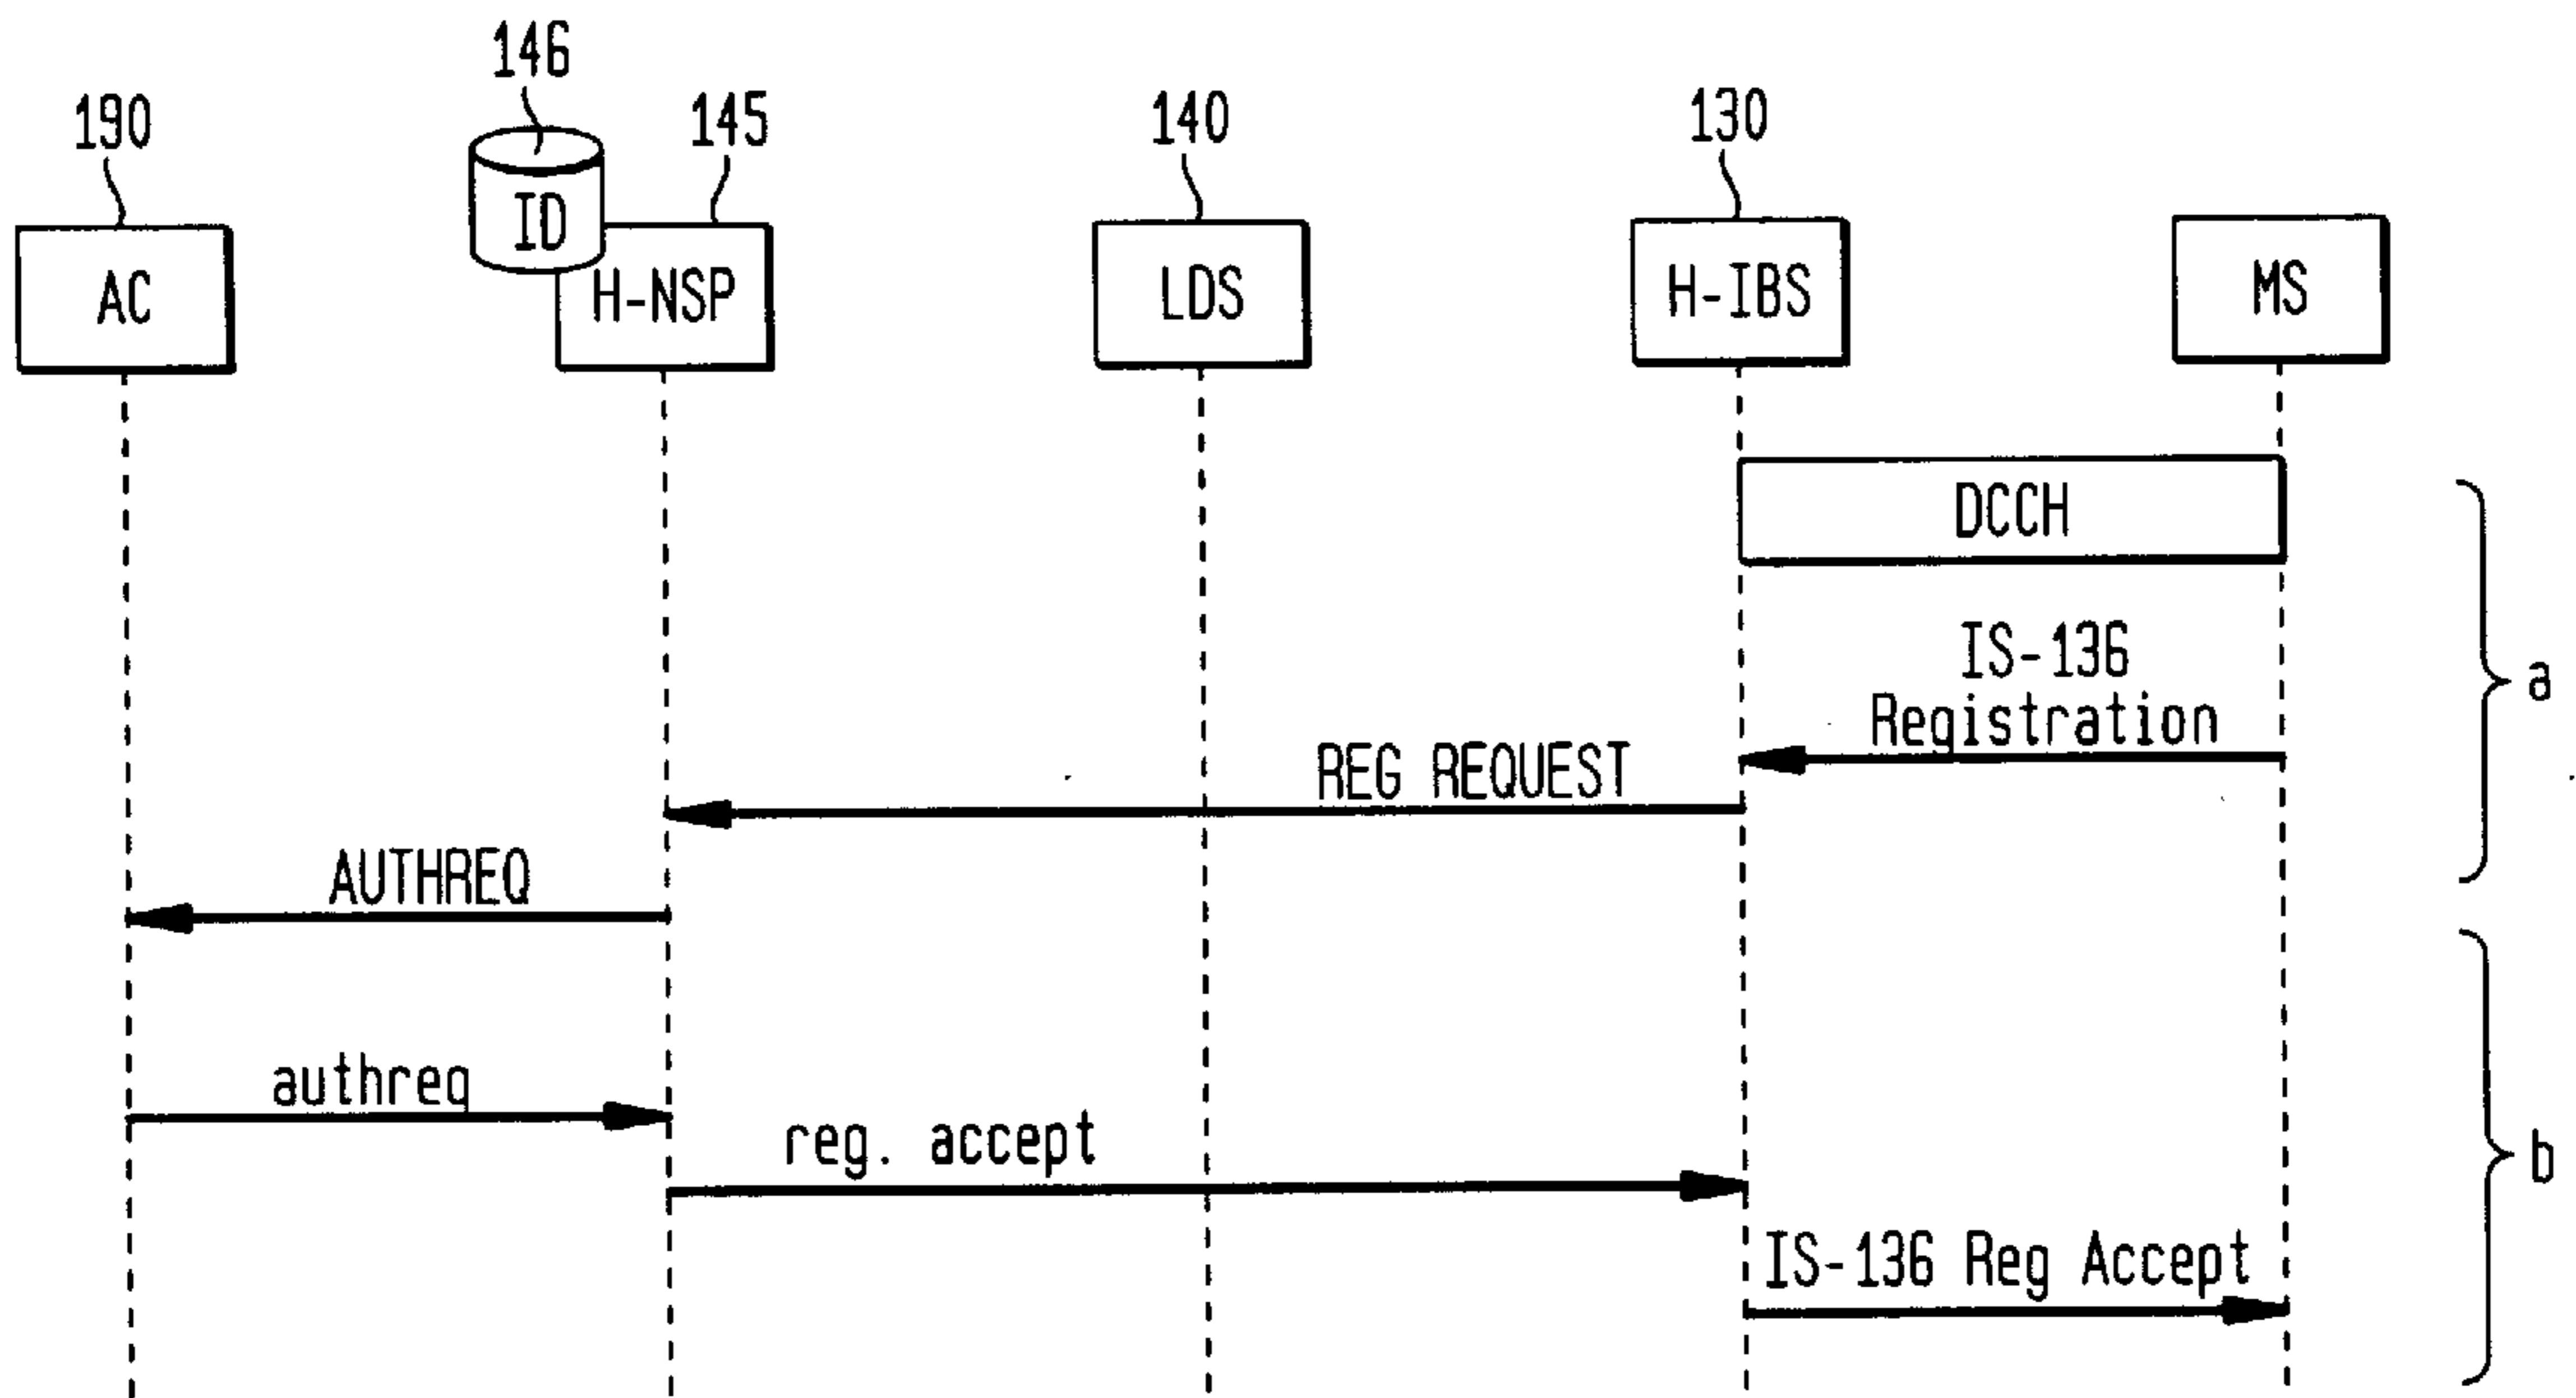 146
190
145
140
130
ID
AC
H-NSP
LDS
H-IBS
MS
DCCH
a
IS-136
Registration
REG REQUEST
AUTHREQ
authreq
reg. accept
b
IS-136 Reg Accept